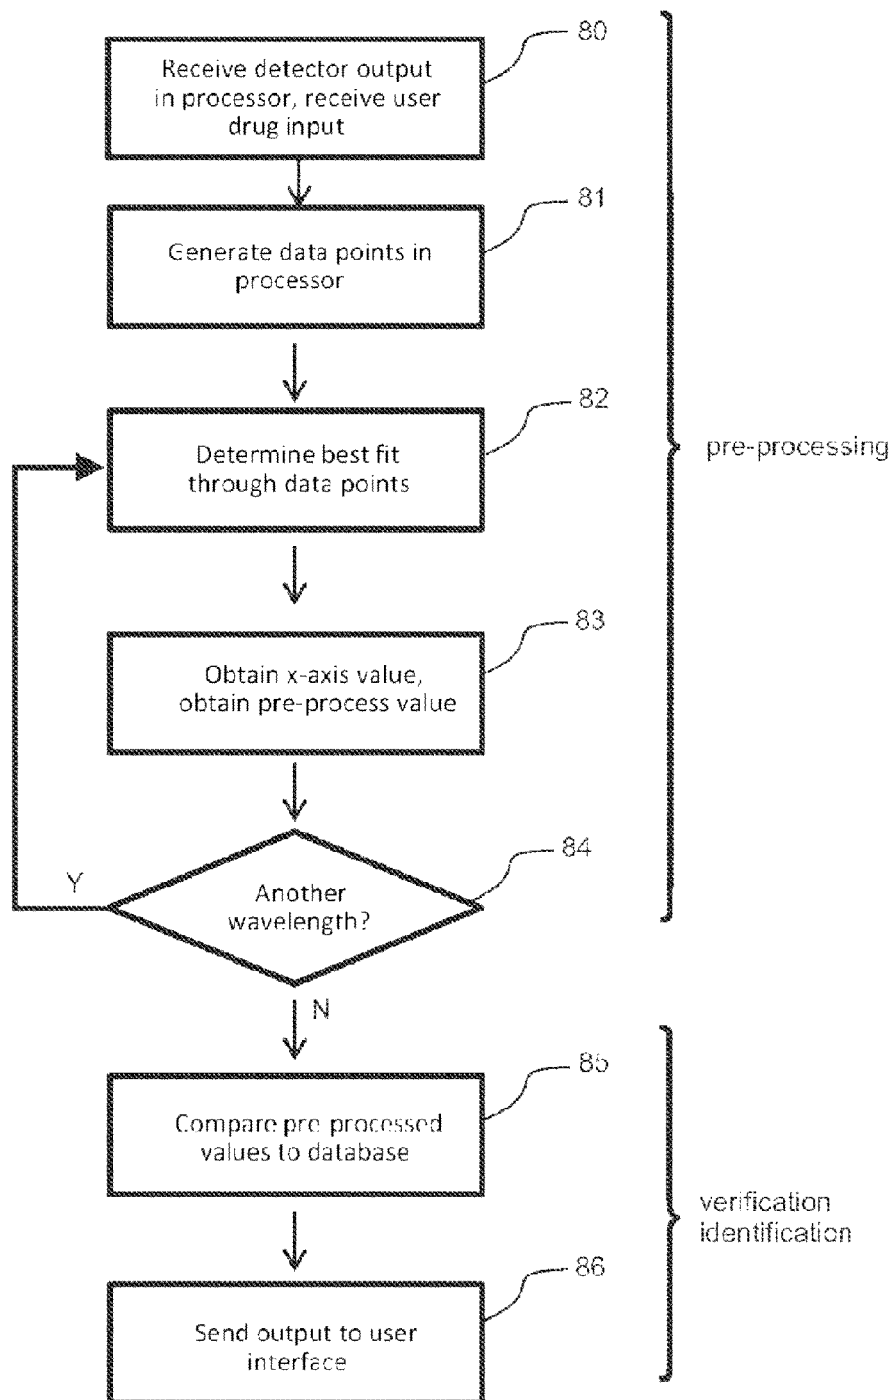 80
Receive detector output
in processor, receive user
drug input
81
Generate data points in
processor
82
Determine best fit
through data points
pre-processing
83
Obtain x-axis value,
obtain pre-process value
84
Y
Another
wavelength?
N
85
Compare pre-processed
values to database
verification
identification
86
Send output to user
interface